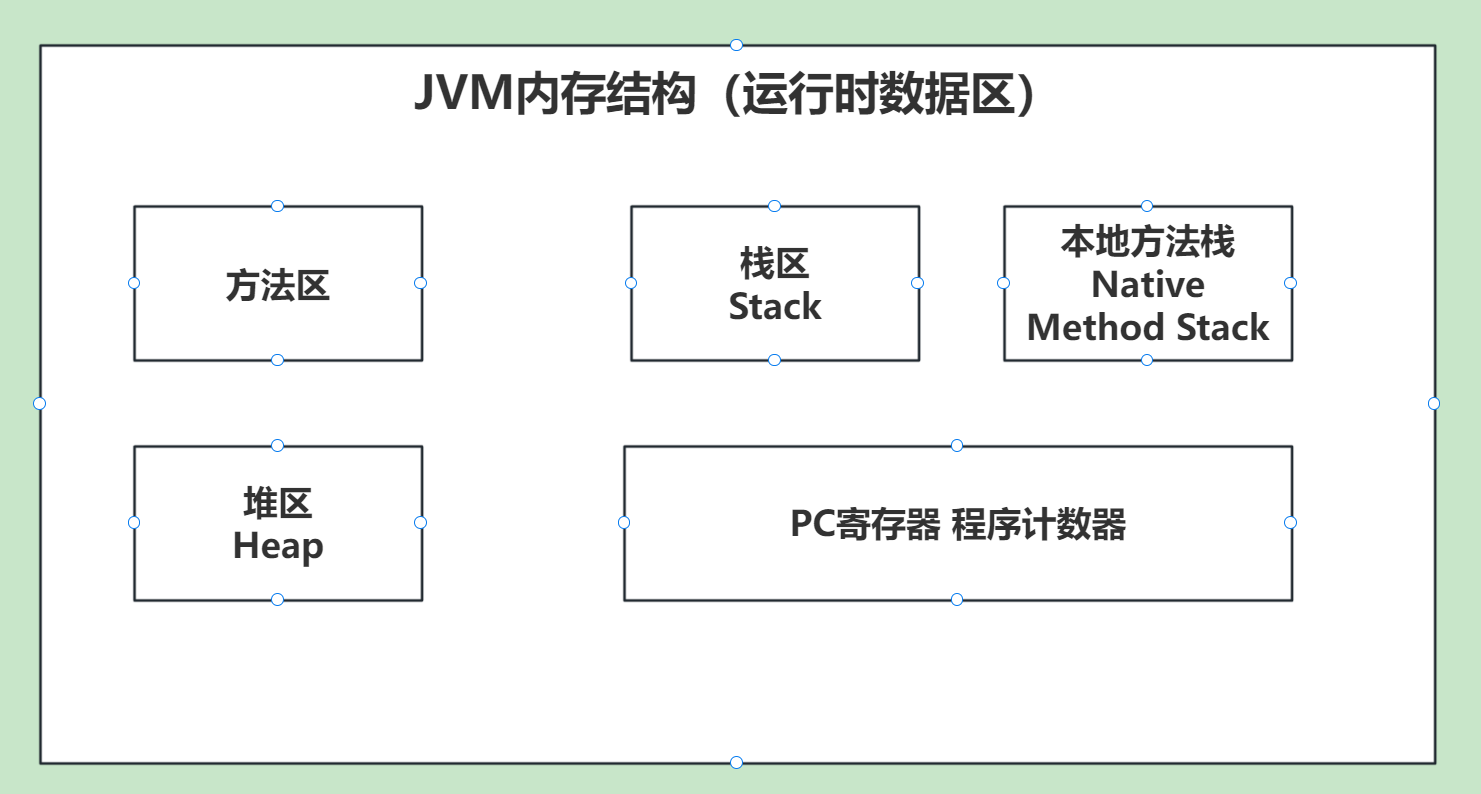 JVM内存结构（运行时数据区）
方法区
栈区
Stack
本地方法栈
Native
Method Stack
堆区
Heap
PC寄存器 程序计数器